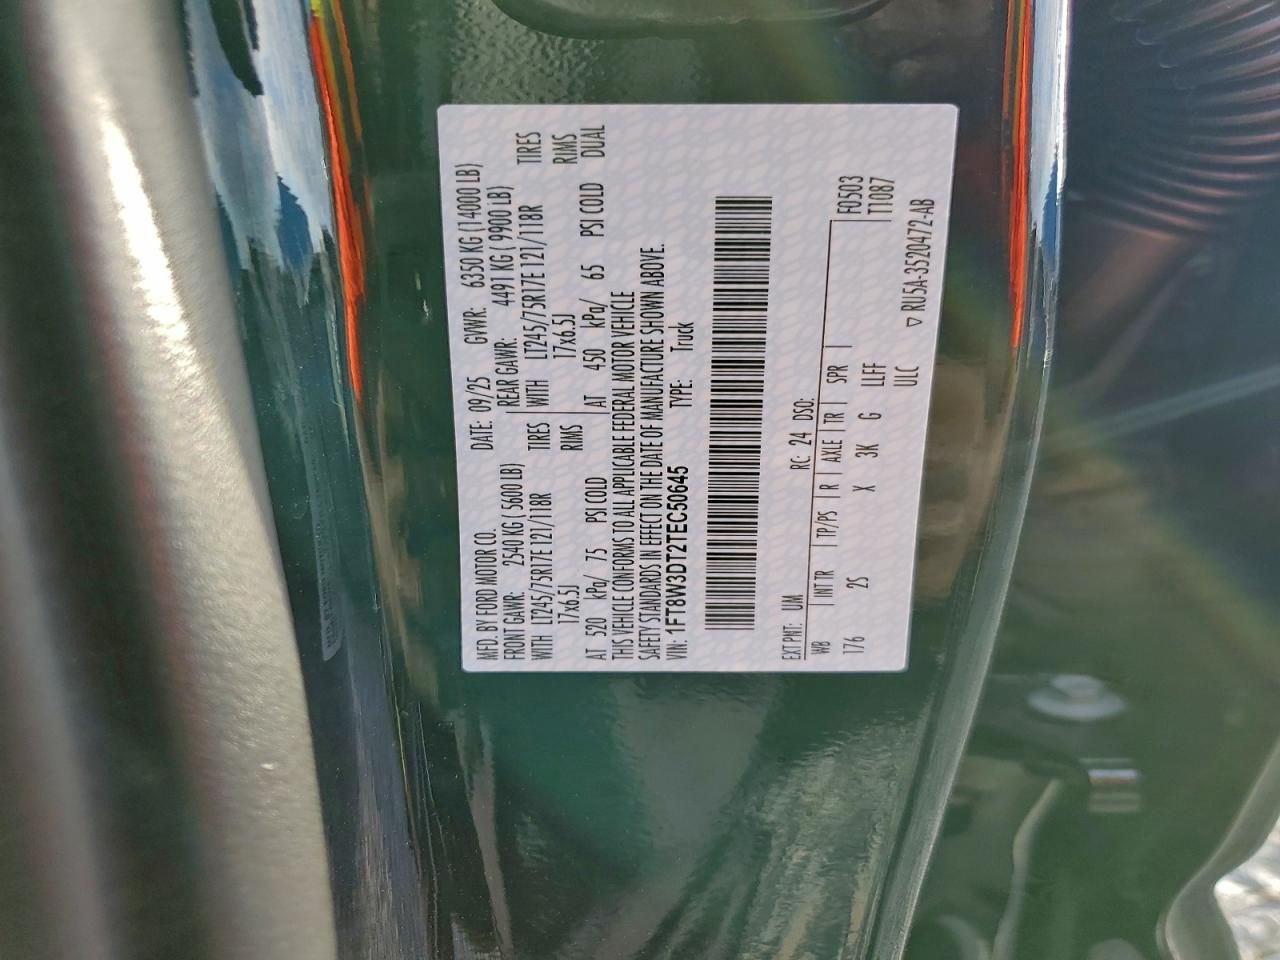 MFD. BY FORD MOTOR CO.
DATE: 09/25 GVWR: 6350 KG (14000 LB)
FRONT GAWR: 2540 KG ( 5600 LB) REAR GAWR: 4491 KG ( 9900 LB)
WITH LT245/75R17E 121/118R TIRES WITH LT245/75R17E 121/118R TIRES
17x6.5J RIMS 17x6.5J RIMS
AT 520 kPa/ 75 PSI COLD AT 450 kPa/ 65 PSI COLD DUAL
THIS VEHICLE CONFORMS TO ALL APPLICABLE FEDERAL MOTOR VEHICLE
SAFETY STANDARDS IN EFFECT ON THE DATE OF MANUFACTURE SHOWN ABOVE.
VIN: 1FT8W3DT2TEC50645 TYPE: Truck
EXT PNT: UM RC: 24 DSO:
WB INT TR TP/PS R AXLE TR SPR F0503
176 2S X 3K G LLFF T1087
ULC ▽ RU5A-3520472-AB